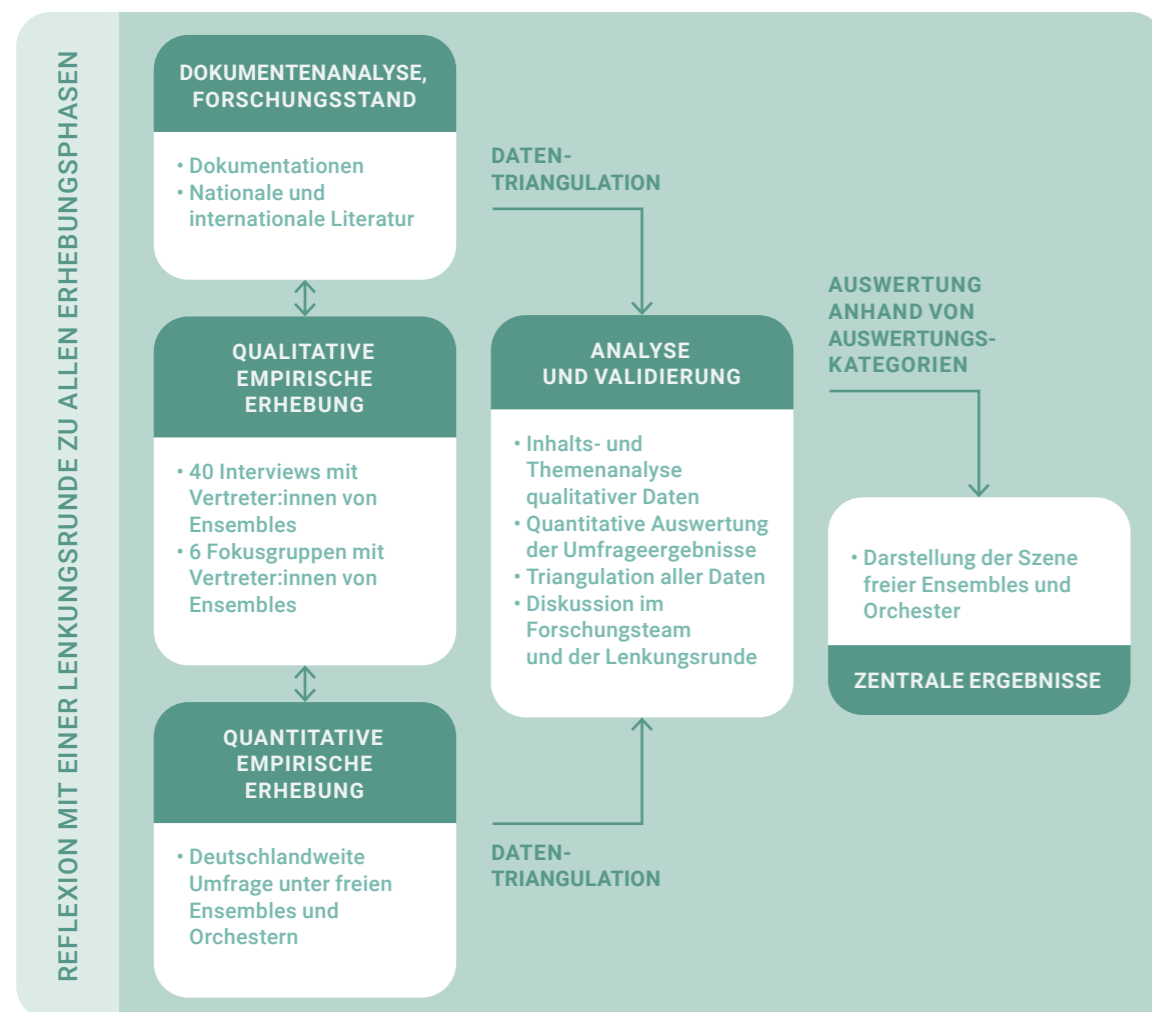 REFLEXION MIT EINER LENKUNGSRUNDE ZU ALLEN ERHEBUNGSPHASEN
DOKUMENTENANALYSE,
FORSCHUNGSSTAND
• Dokumentationen
• Nationale und
internationale Literatur
QUALITATIVE
EMPIRISCHE
ERHEBUNG
• 40 Interviews mit
Vertreter:innen von
Ensembles
• 6 Fokusgruppen mit
Vertreter:innen von
Ensembles
QUANTITATIVE
EMPIRISCHE
ERHEBUNG
• Deutschlandweite
Umfrage unter freien
Ensembles und
Orchestern
DATEN-
TRIANGULATION
ANALYSE
UND VALIDIERUNG
• Inhalts- und
Themenanalyse
qualitativer Daten
• Quantitative Auswertung
der Umfrageergebnisse
• Triangulation aller Daten
• Diskussion im
Forschungsteam
und der Lenkungsrunde
DATEN-
TRIANGULATION
AUSWERTUNG
ANHAND VON
AUSWERTUNGS-
KATEGORIEN
• Darstellung der Szene
freier Ensembles und
Orchester
ZENTRALE ERGEBNISSE